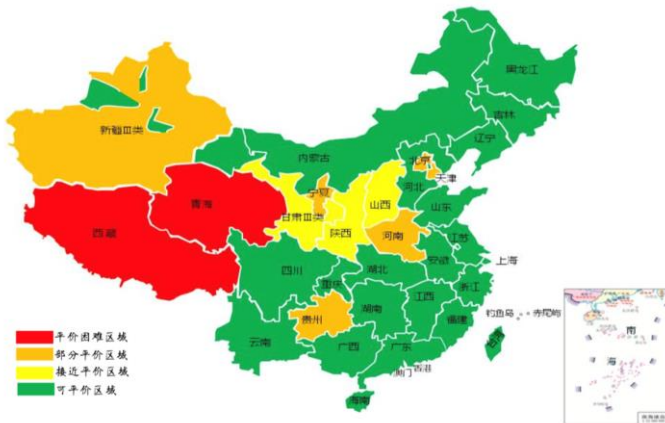 黑龙江
吉林
辽宁
内蒙古
新疆Ⅲ类
北京
天津
河北
宁夏
山西
山东
青海
甘肃Ⅲ类
陕西
河南
江苏
西藏
安徽
上海
四川
湖北
重庆
浙江
江西
湖南
贵州
福建
钓鱼岛
赤尾屿
云南
广西
广东
台湾
澳门
香港
海南
南
海
平价困难区域
部分平价区域
接近平价区域
可平价区域